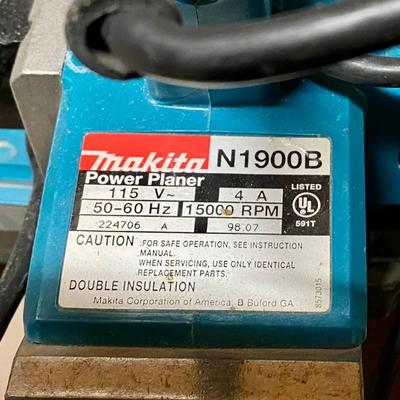 makita N1900B
Power Planer
115 V~ 4 A
50-60 Hz 15000 RPM
224706 A 98.07
LISTED
UL
591T
CAUTION :FOR SAFE OPERATION, SEE INSTRUCTION
MANUAL.
WHEN SERVICING, USE ONLY IDENTICAL
REPLACEMENT PARTS.
DOUBLE INSULATION
Makita Corporation of America, B Buford GA
8573015